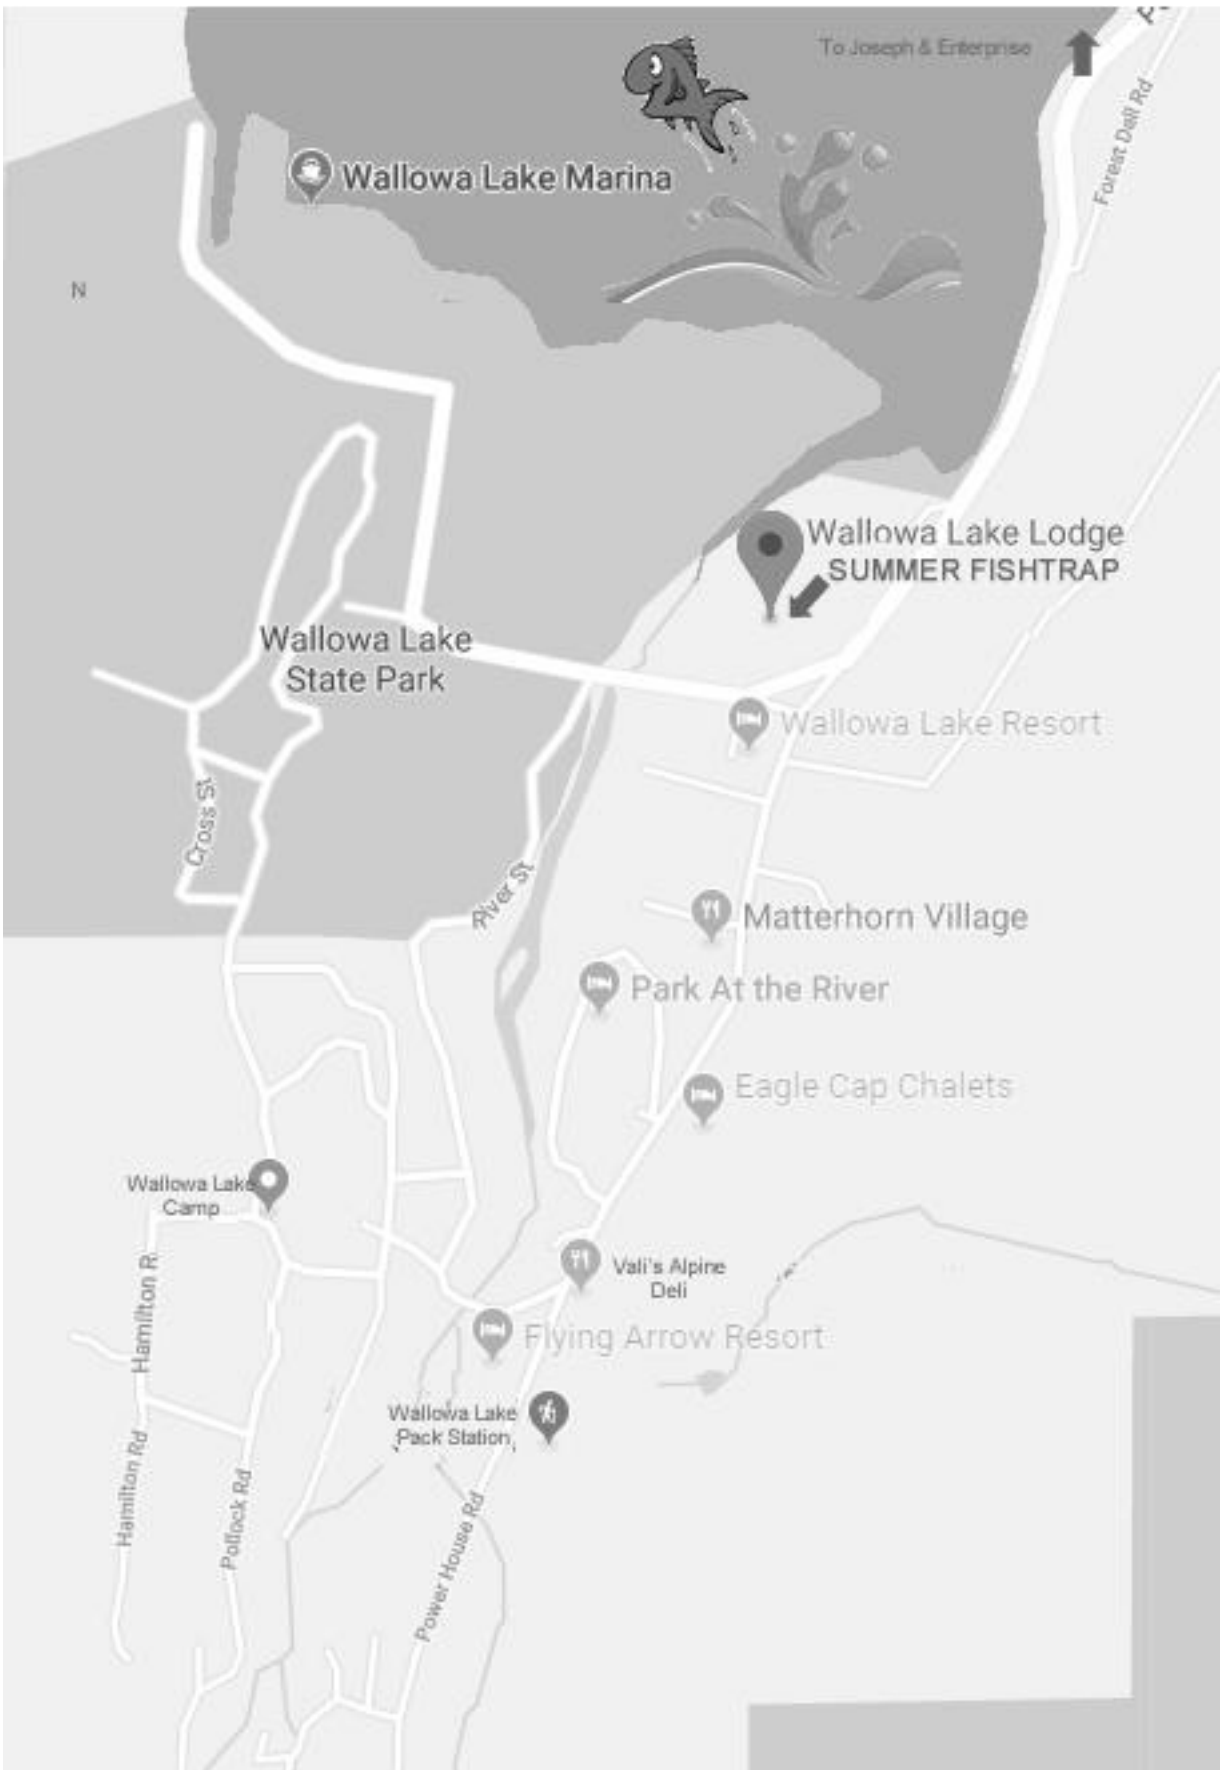 To Joseph & Enterprise
Forest Dall Rd
Wallowa Lake Marina
N
Wallowa Lake Lodge
SUMMER FISHTRAP
Wallowa Lake
State Park
Wallowa Lake Resort
Cross St
River St
Matterhorn Village
Park At the River
Eagle Cap Chalets
Wallowa Lake
Camp
Vali's Alpine
Deli
Hamilton R
Flying Arrow Resort
Wallowa Lake
Pack Station
Hamilton Rd
Pollock Rd
Power House Rd